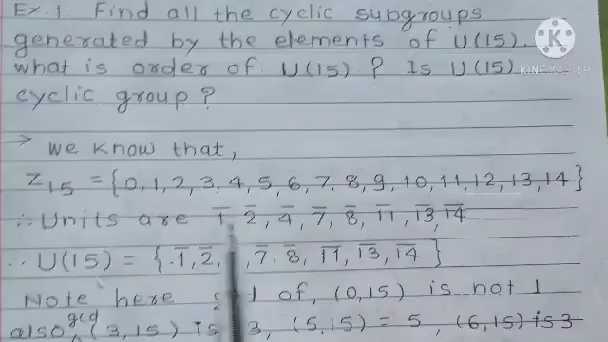 Ex. 1. Find all the cyclic subgroups
generated by the elements of U(15).
what is order of U(15) ? Is U(15)
cyclic group?
KINEMASTER
→ we know that,
Z₁₅ = {0, 1, 2, 3, 4, 5, 6, 7, 8, 9, 10, 11, 12, 13, 14}
∴ Units are 1̄ 2̄, 4̄, 7̄, 8̄, 1̄1̄, 1̄3̄, 1̄4̄
∴ U(15) = { 1̄, 2̄, 7̄. 8̄, 1̄1̄, 1̄3̄, 1̄4̄ }
Note here of, (0,15) is not 1
also gcd (3,15) is 3, (5,15) = 5, (6,15) is 3